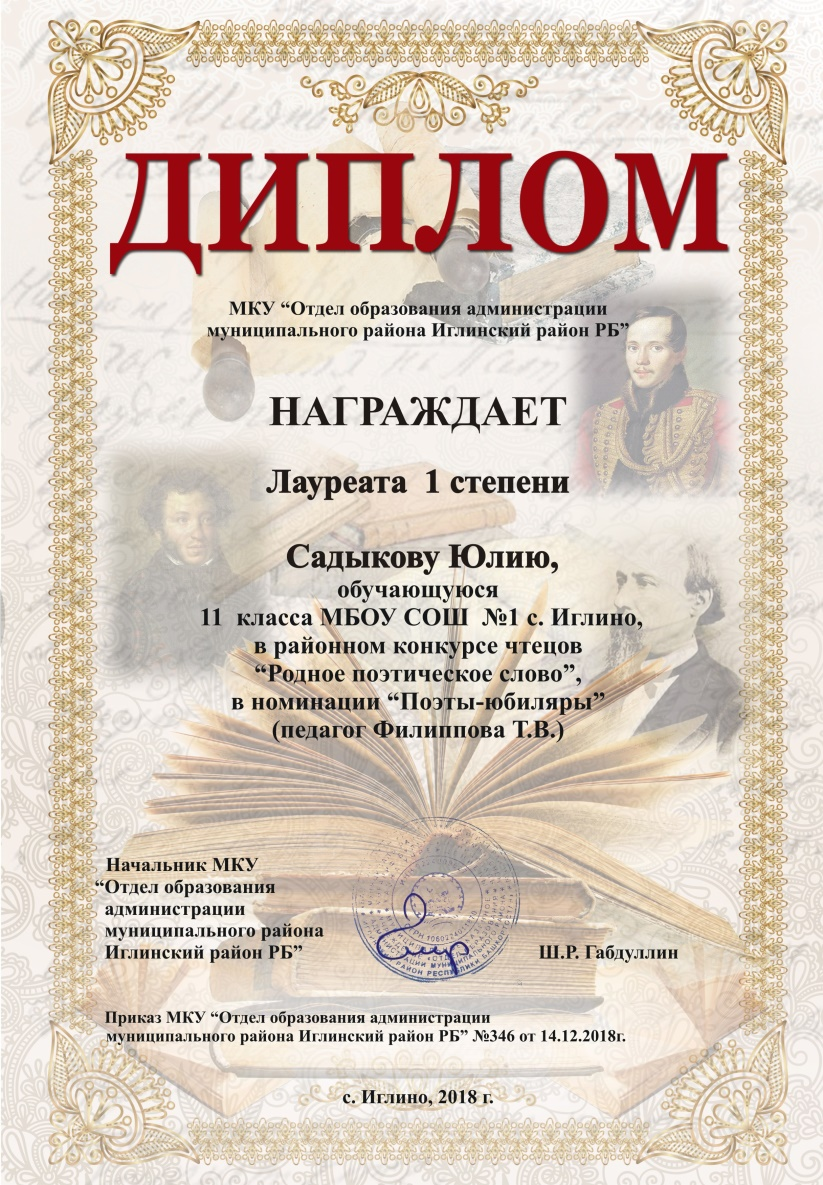 ДИПЛОМ
МКУ “Отдел образования администрации
муниципального района Иглинский район РБ”
НАГРАЖДАЕТ
Лауреата 1 степени
Садыкову Юлию,
обучающуюся
11 класса МБОУ СОШ №1 с. Иглино,
в районном конкурсе чтецов
“Родное поэтическое слово”,
в номинации “Поэты-юбиляры”
(педагог Филиппова Т.В.)
Начальник МКУ
“Отдел образования
администрации
муниципального района
Иглинский район РБ”
Ш.Р. Габдуллин
Приказ МКУ “Отдел образования администрации
муниципального района Иглинский район РБ” №346 от 14.12.2018г.
с. Иглино, 2018 г.